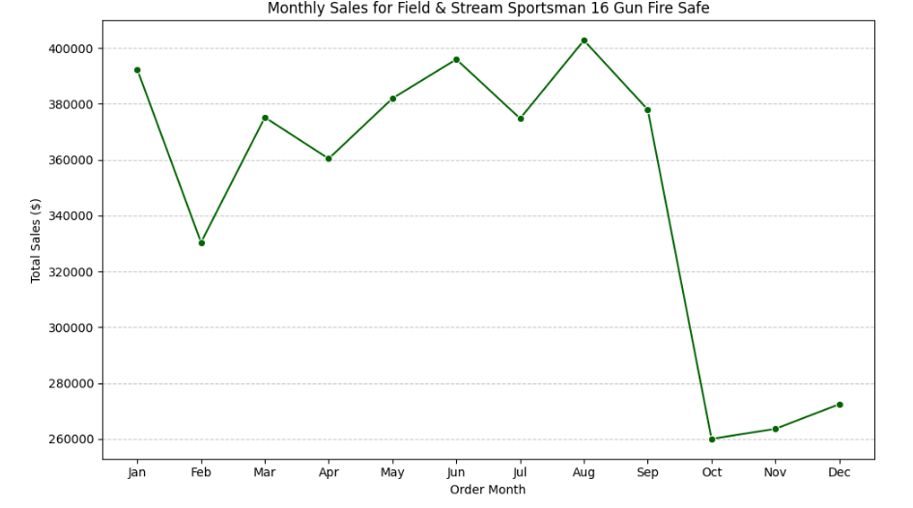 Monthly Sales for Field & Stream Sportsman 16 Gun Fire Safe
400000
380000
360000
340000
320000
300000
280000
260000
Total Sales ($)
Jan Feb Mar Apr May Jun Jul Aug Sep Oct Nov Dec
Order Month